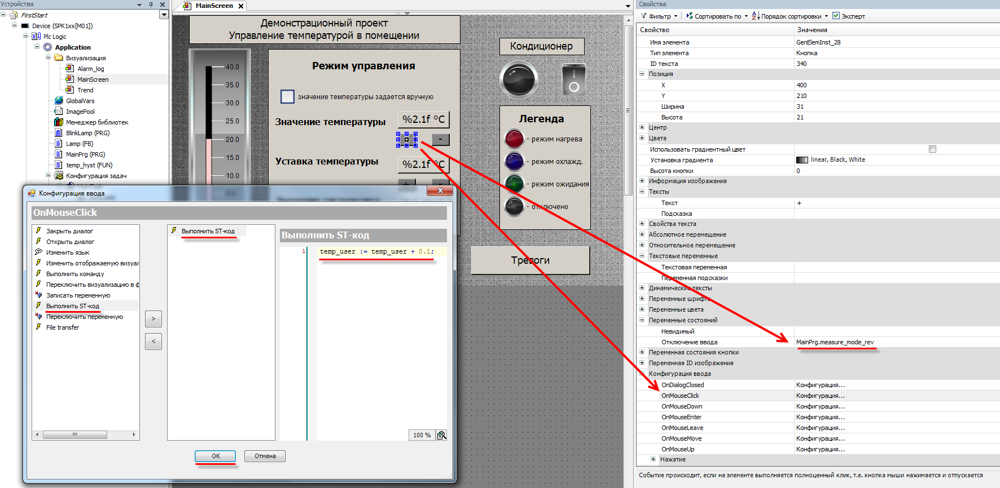 Устройства
FirstStart
Device (SPK1xx[M01])
Plc Logic
Application
Визуализация
Alarm_log
MainScreen
Trend
GlobalVars
ImagePool
Менеджер библиотек
BlinkLamp (PRG)
Lamp (FB)
MainPrg (PRG)
temp_hyst (FUN)
Конфигурация задач
MainScreen
Демонстрационный проект
Управление температурой в помещении
40.0
35.0
30.0
25.0
20.0
15.0
10.0
Режим управления
значение температуры задается вручную
Значение температуры
%2.1f °C
-
Уставка температуры
%2.1f °C
Кондиционер
Легенда
- режим нагрева
- режим охлажд.
- режим ожидания
- отключено
Тревоги
Конфигурация ввода
OnMouseClick
Закрыть диалог
Открыть диалог
Изменить язык
Изменить отображаемую визуал
Выполнить команду
Переключить визуализацию в ф
Записать переменную
Выполнить ST-код
Переключить переменную
File transfer
>
<
Выполнить ST-код
Выполнить ST-код
1 temp_user := temp_user + 0.1;
100 %
OK
Отмена
Свойства
Фильтр
Сортировать по
Порядок сортировки
Эксперт
Свойство Значения
Имя элемента GenElemInst_28
Тип элемента Кнопка
ID текста 340
Позиция
X 400
Y 210
Ширина 31
Высота 21
Центр
Цвета
Использовать градиентный цвет
Установка градиента linear, Black, White
Высота кнопки 0
Информация изображения
Тексты
Текст +
Подсказка
Свойства текста
Абсолютное перемещение
Относительное перемещение
Текстовые переменные
Текстовая переменная
Переменная подсказки
Динамические тексты
Переменные шрифта
Переменные цвета
Переменные состояний
Невидимый
Отключение ввода MainPrg.measure_mode_rev
Переменная состояния кнопки
Переменная ID изображения
Конфигурация ввода
OnDialogClosed Конфигурация...
OnMouseClick Конфигурация...
OnMouseDown Конфигурация...
OnMouseEnter Конфигурация...
OnMouseLeave Конфигурация...
OnMouseMove Конфигурация...
OnMouseUp Конфигурация...
Нажатие
Событие происходит, если на элементе выполняется полноценный клик, т.е. кнопка мыши нажимается и отпускается